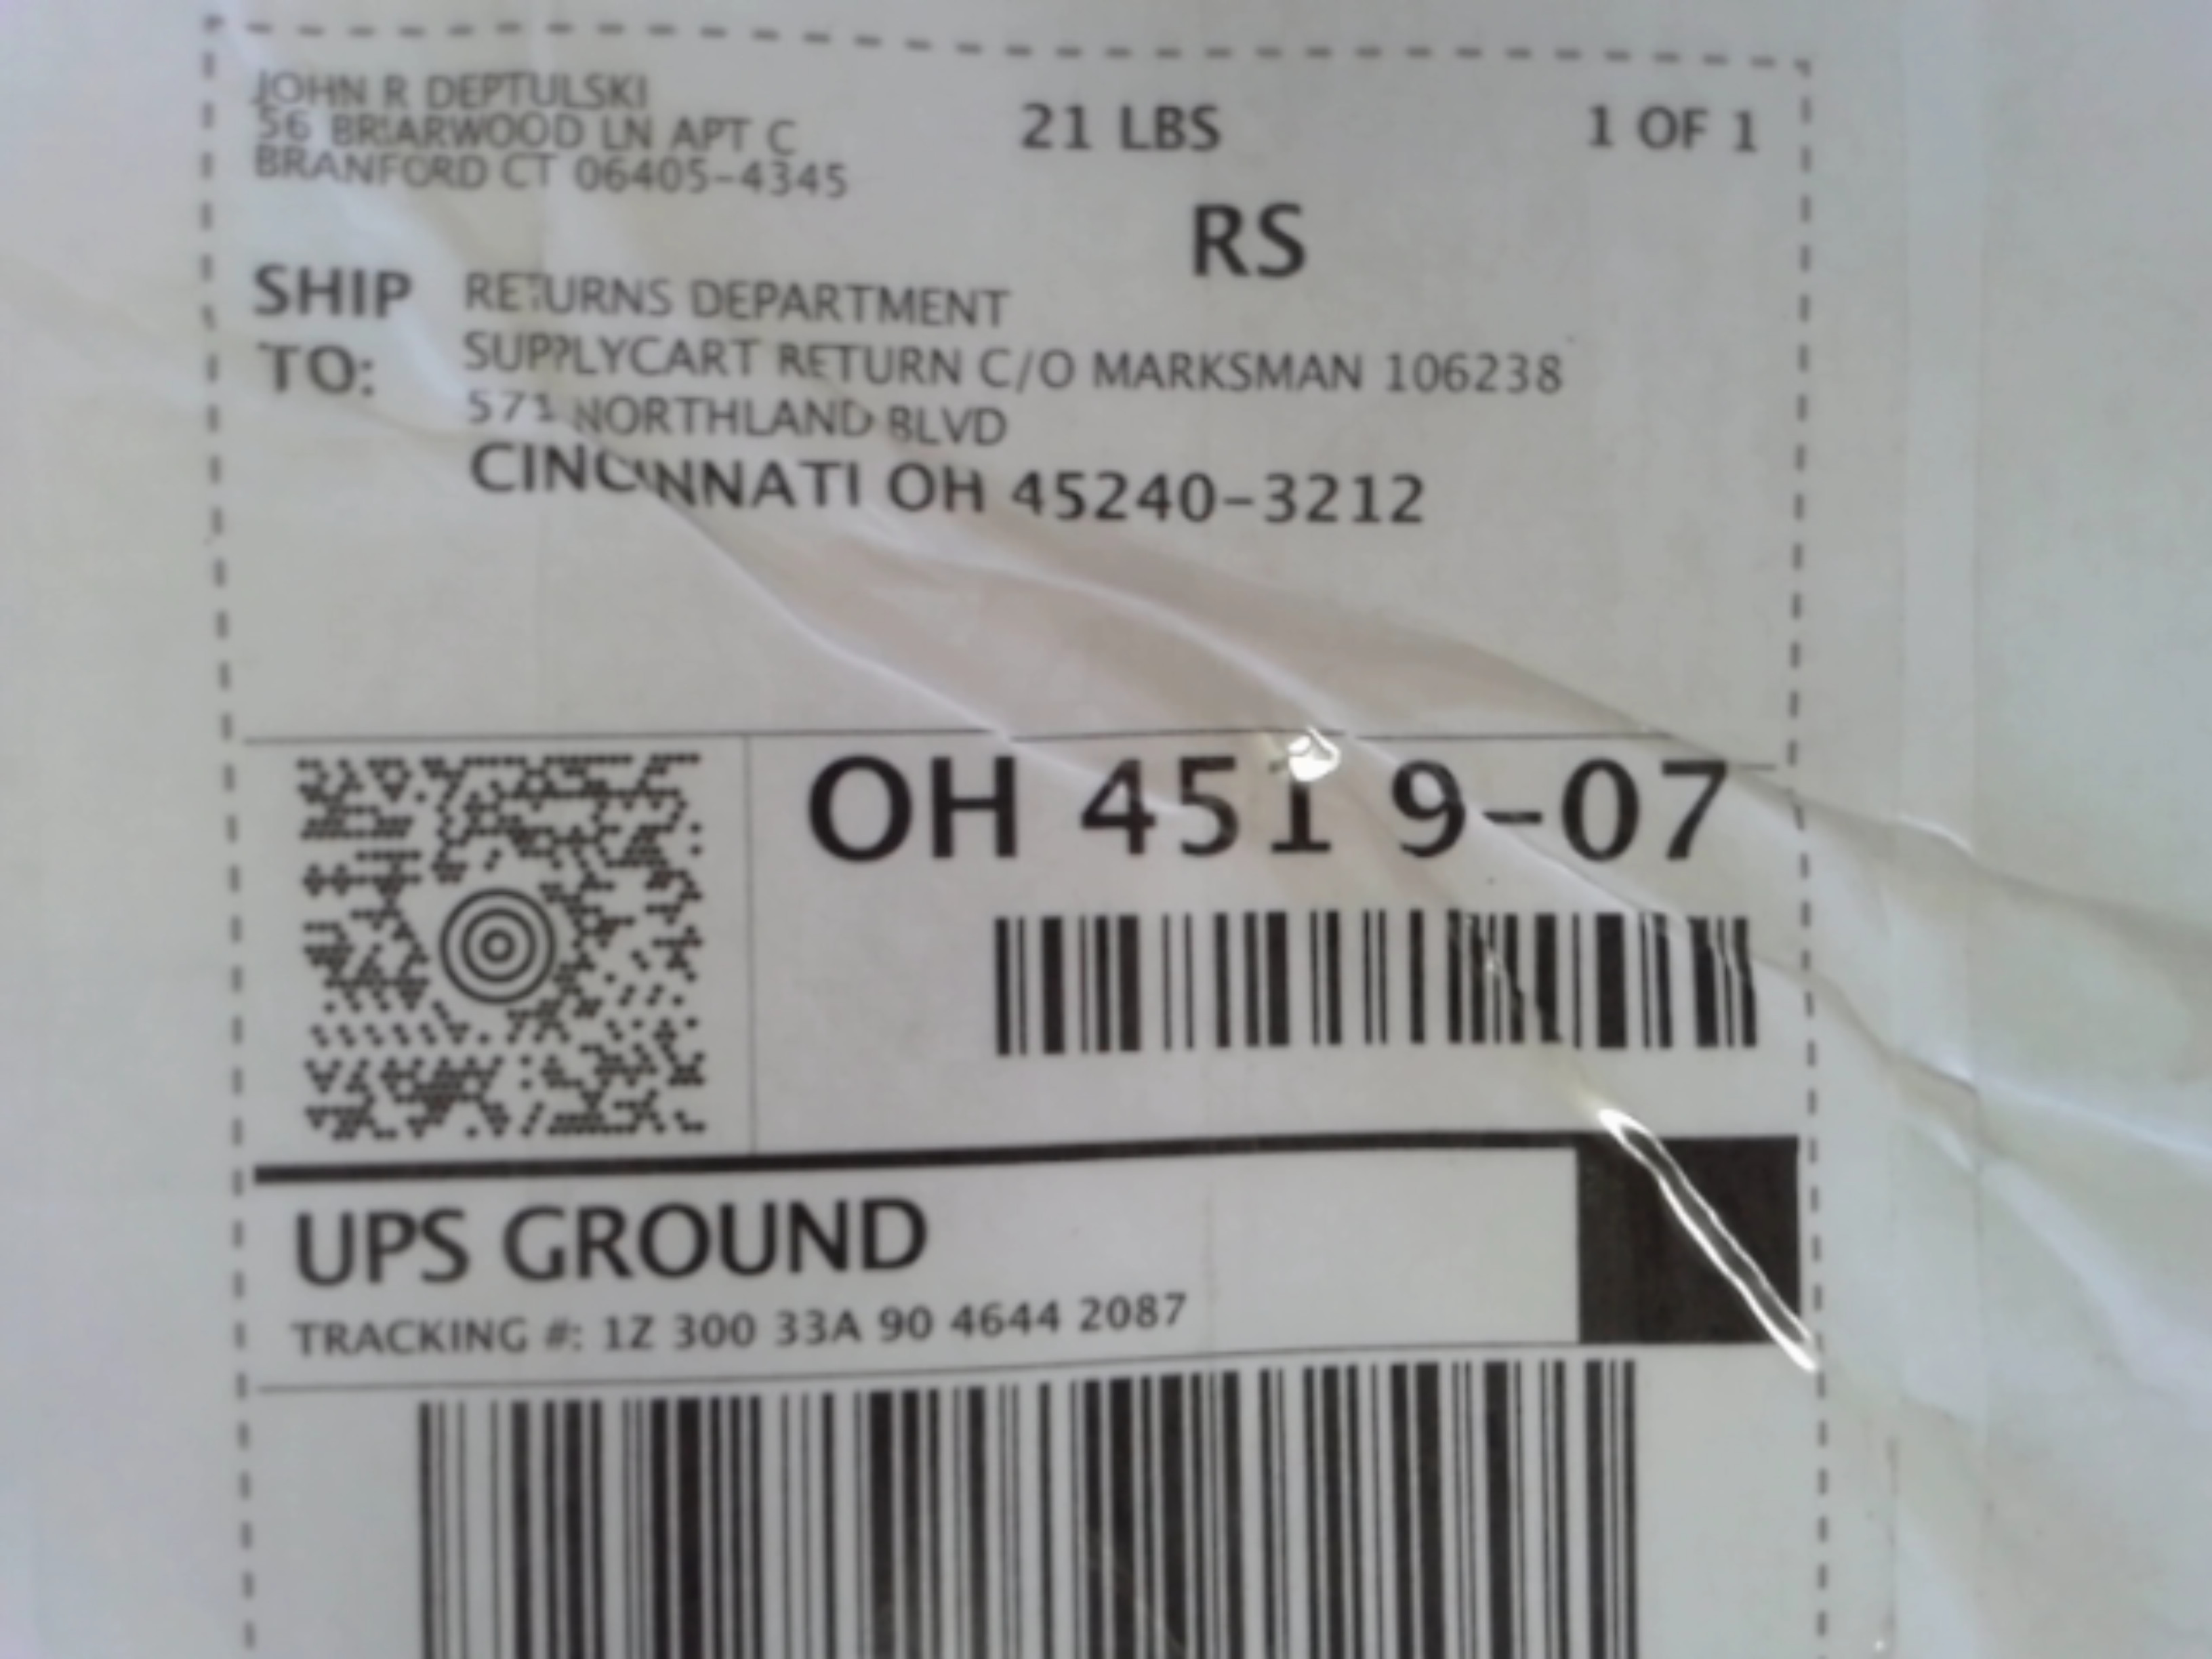 JOHN R DEPTULSKI
56 BRIARWOOD LN APT C
BRANFORD CT 06405-4345
21 LBS
1 OF 1
RS
SHIP TO:
RETURNS DEPARTMENT
SUPPLYCART RETURN C/O MARKSMAN 106238
571 NORTHLAND BLVD
CINCINNATI OH 45240-3212
OH 451 9-07
UPS GROUND
TRACKING #: 1Z 300 33A 90 4644 2087